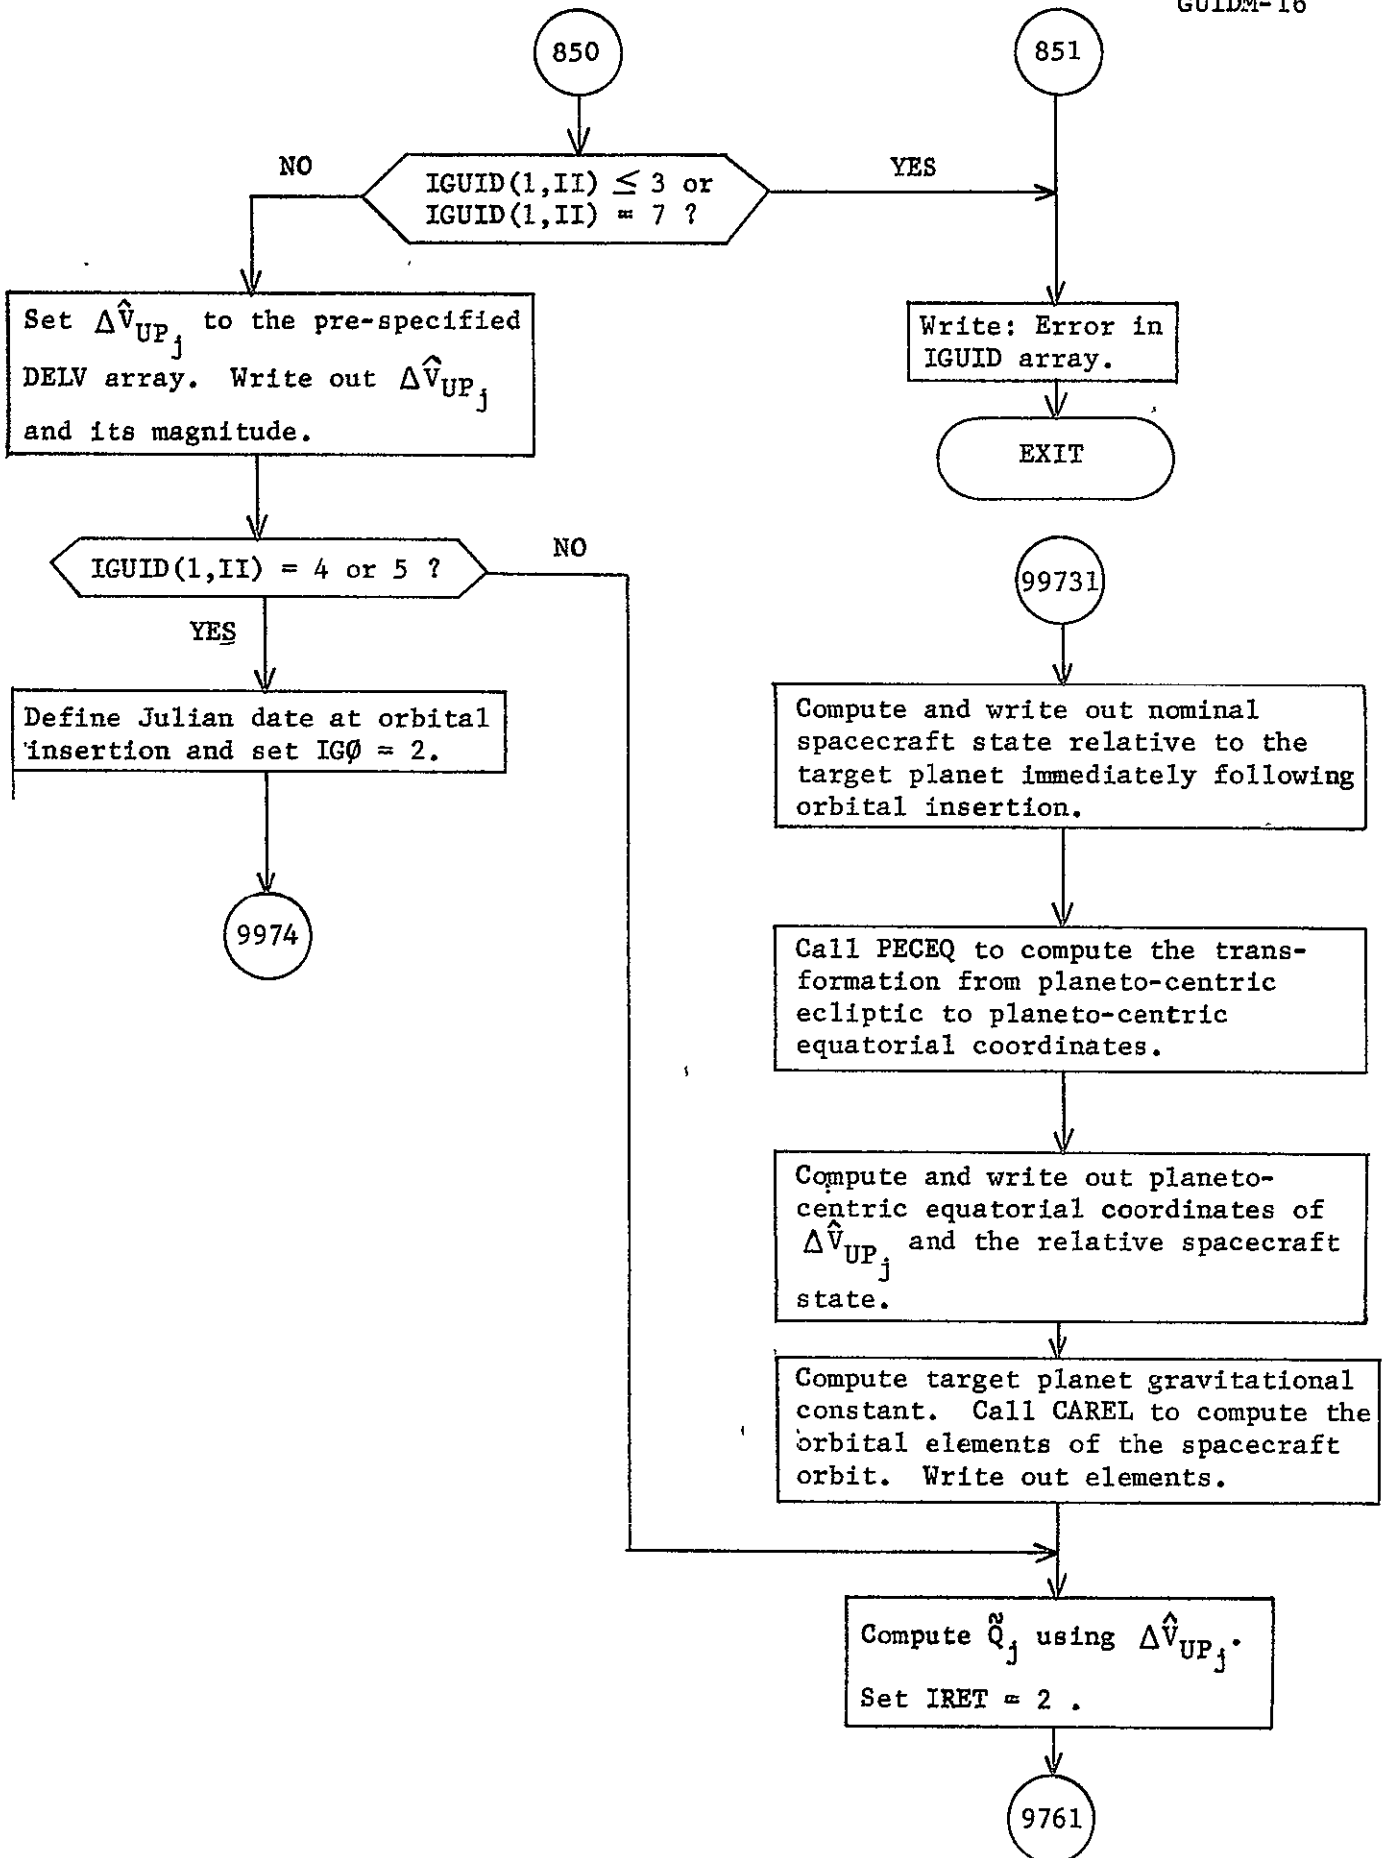 GUIDM-16
850
851
NO
IGUID(1,II) ≤ 3 or
IGUID(1,II) = 7 ?
YES
Set ΔV̂UPj to the pre-specified
DELV array. Write out ΔV̂UPj
and its magnitude.
Write: Error in
IGUID array.
EXIT
IGUID(1,II) = 4 or 5 ?
NO
YES
99731
Define Julian date at orbital
insertion and set IGØ = 2.
9974
Compute and write out nominal
spacecraft state relative to the
target planet immediately following
orbital insertion.
Call PECEQ to compute the trans-
formation from planeto-centric
ecliptic to planeto-centric
equatorial coordinates.
Compute and write out planeto-
centric equatorial coordinates of
ΔV̂UPj and the relative spacecraft
state.
Compute target planet gravitational
constant. Call CAREL to compute the
orbital elements of the spacecraft
orbit. Write out elements.
Compute Q̃j using ΔV̂UPj.
Set IRET = 2 .
9761